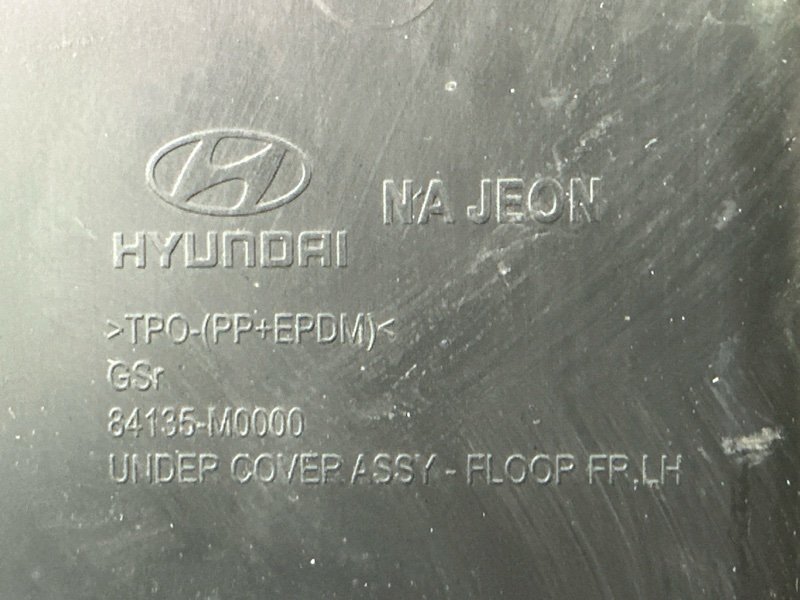 NA JEON
HYUNDAI
>TPO-(PP+EPDM)<
GSr
84135-M0000
UNDER COVER ASSY - FLOOR FR,LH